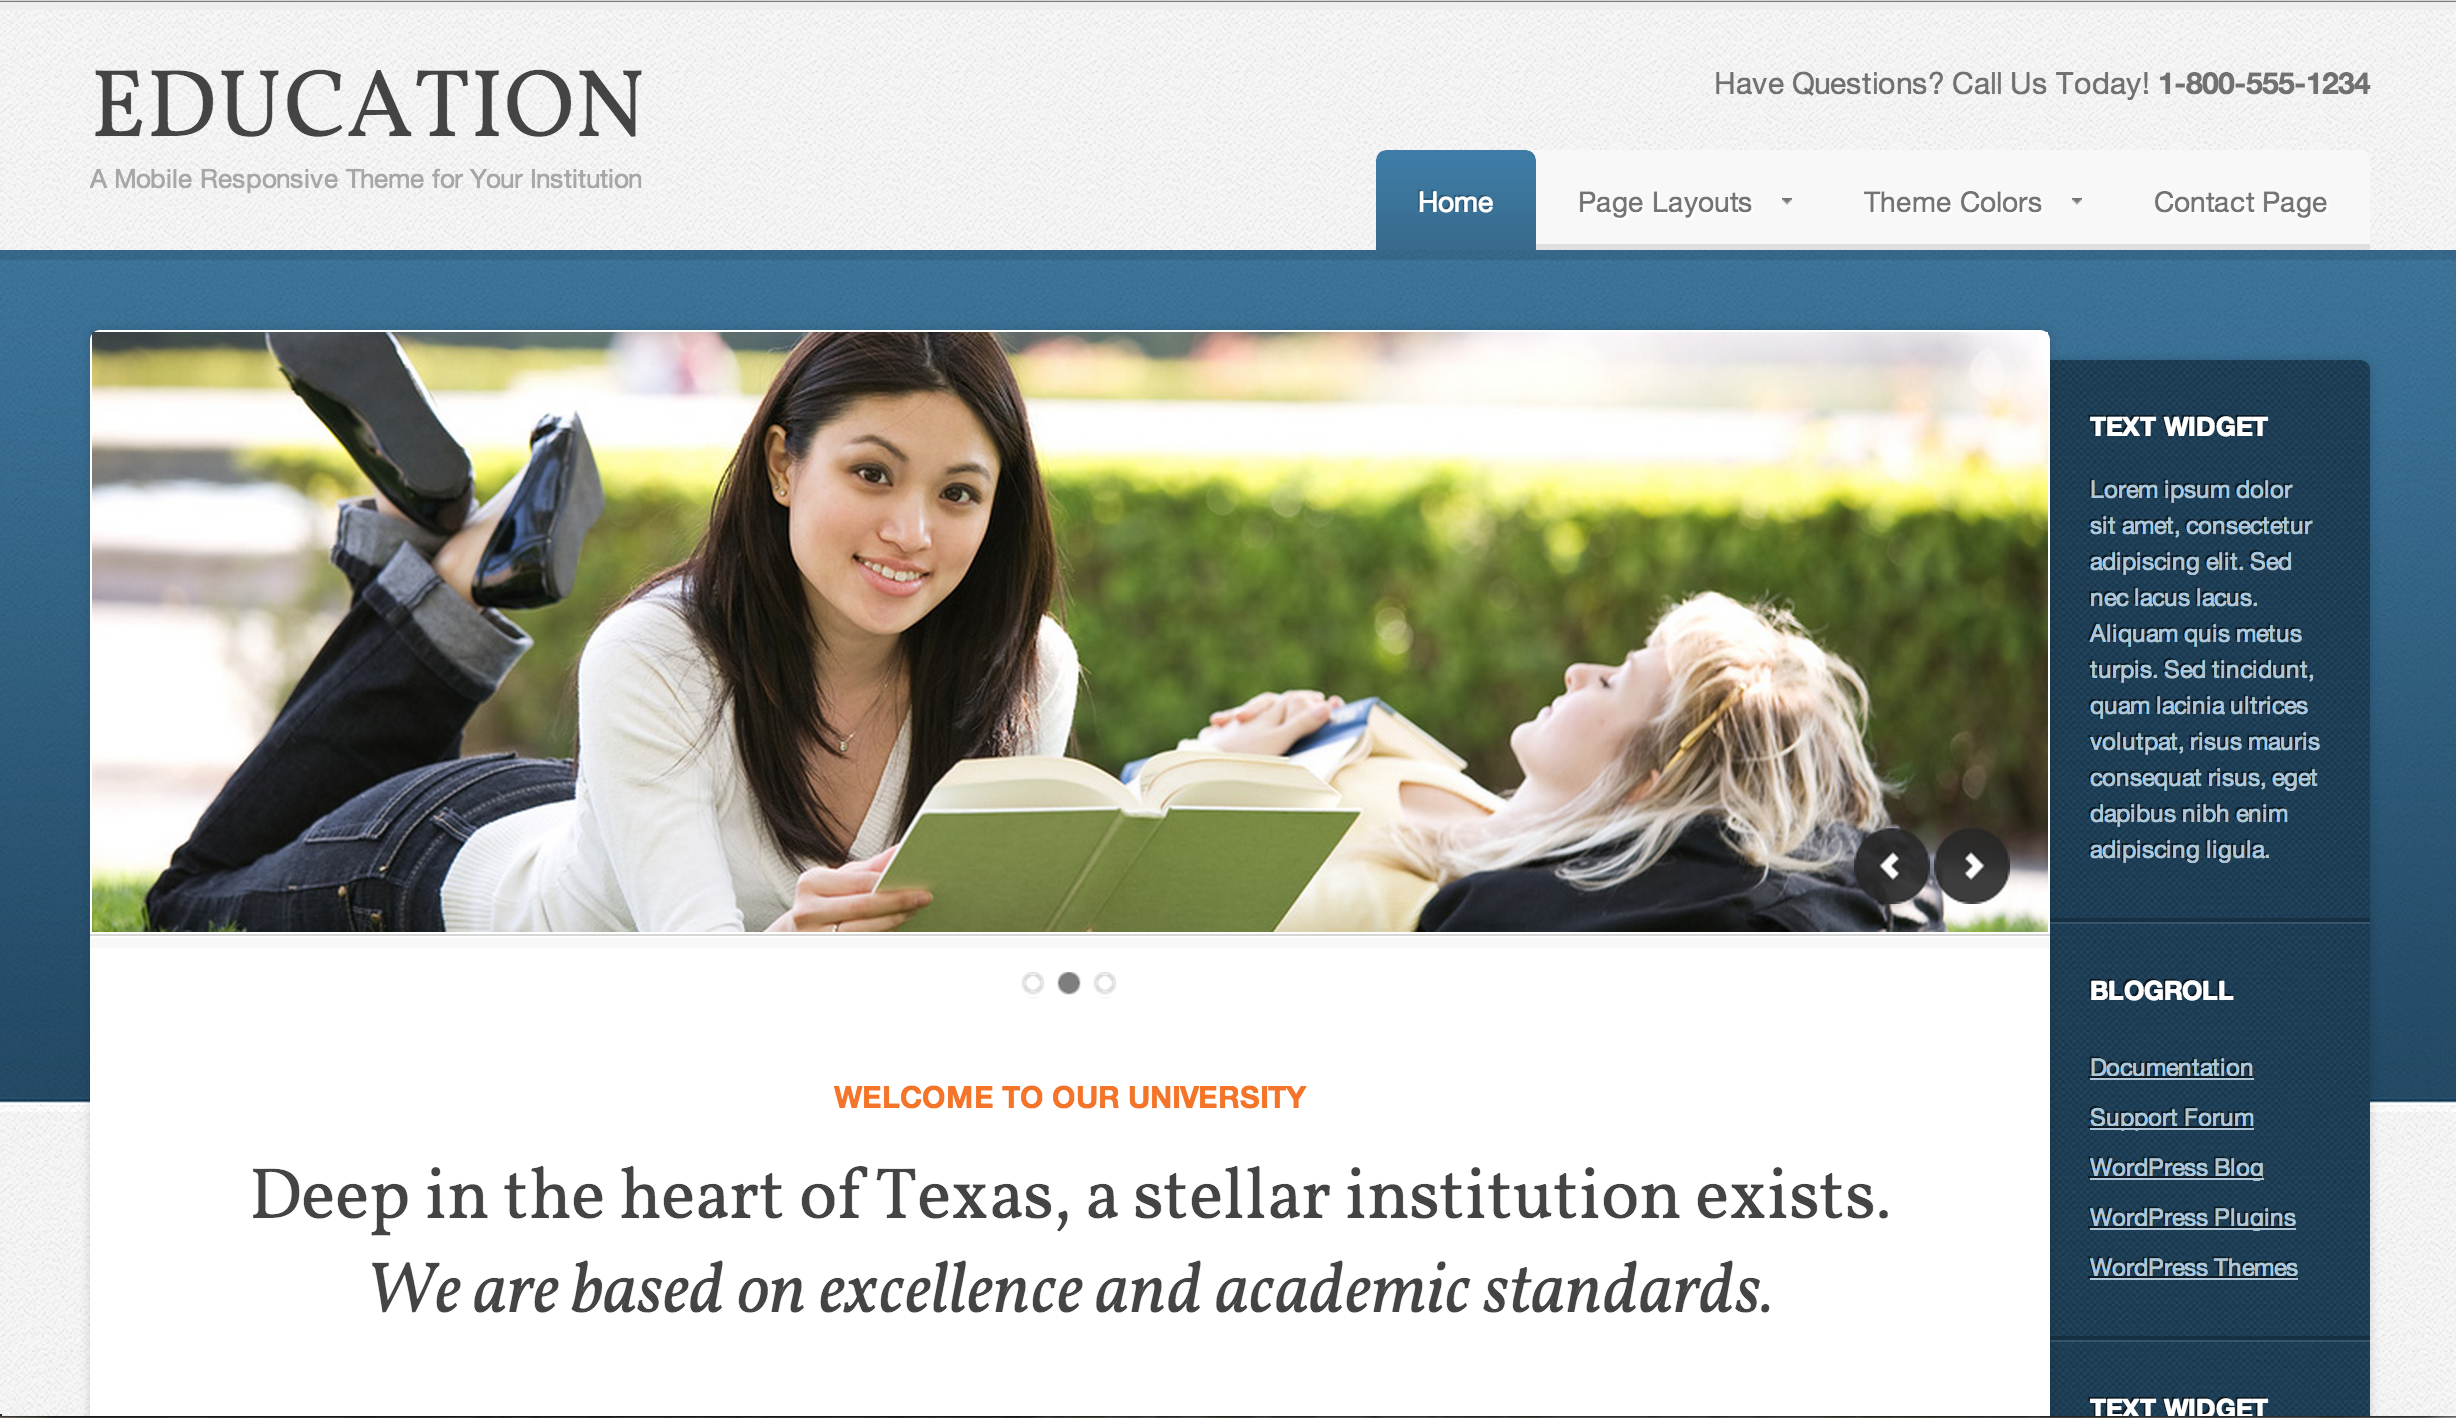 EDUCATION
A Mobile Responsive Theme for Your Institution
Have Questions? Call Us Today! 1-800-555-1234
Home
Page Layouts
Theme Colors
Contact Page
TEXT WIDGET
Lorem ipsum dolor
sit amet, consectetur
adipiscing elit. Sed
nec lacus lacus.
Aliquam quis metus
turpis. Sed tincidunt,
quam lacinia ultrices
volutpat, risus mauris
consequat risus, eget
dapibus nibh enim
adipiscing ligula.
BLOGROLL
Documentation
Support Forum
WordPress Blog
WordPress Plugins
WordPress Themes
TEXT WIDGET
WELCOME TO OUR UNIVERSITY
Deep in the heart of Texas, a stellar institution exists.
We are based on excellence and academic standards.